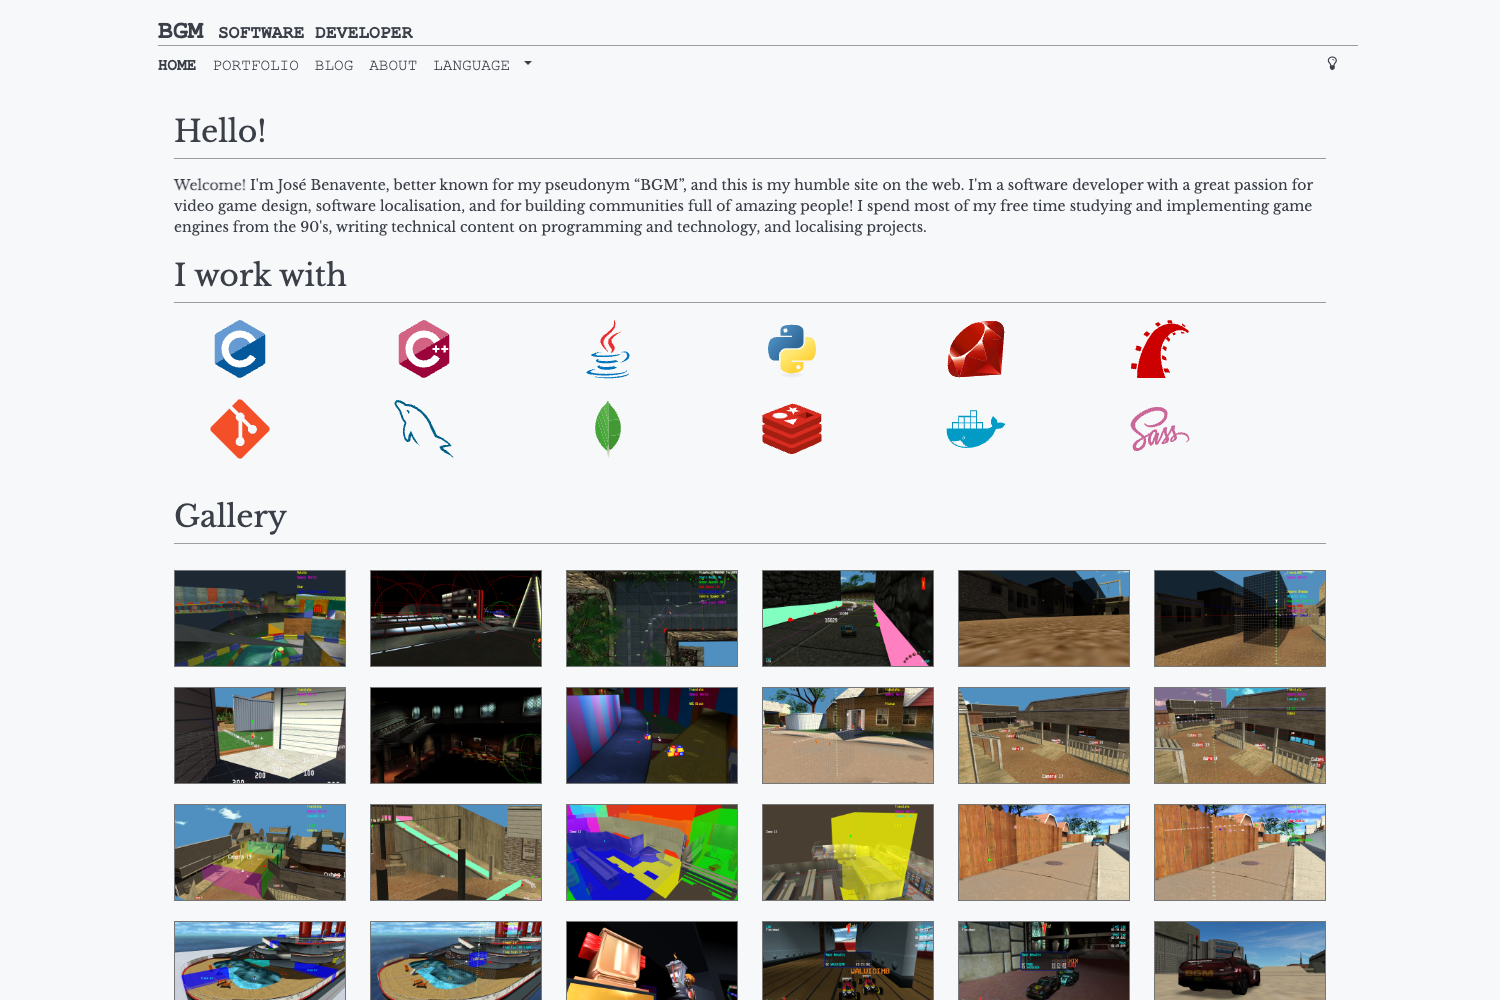 BGM SOFTWARE DEVELOPER
HOME PORTFOLIO BLOG ABOUT LANGUAGE
Hello!
Welcome! I'm José Benavente, better known for my pseudonym “BGM”, and this is my humble site on the web. I'm a software developer with a great passion for
video game design, software localisation, and for building communities full of amazing people! I spend most of my free time studying and implementing game
engines from the 90's, writing technical content on programming and technology, and localising projects.
I work with
C C++
Sass
Gallery